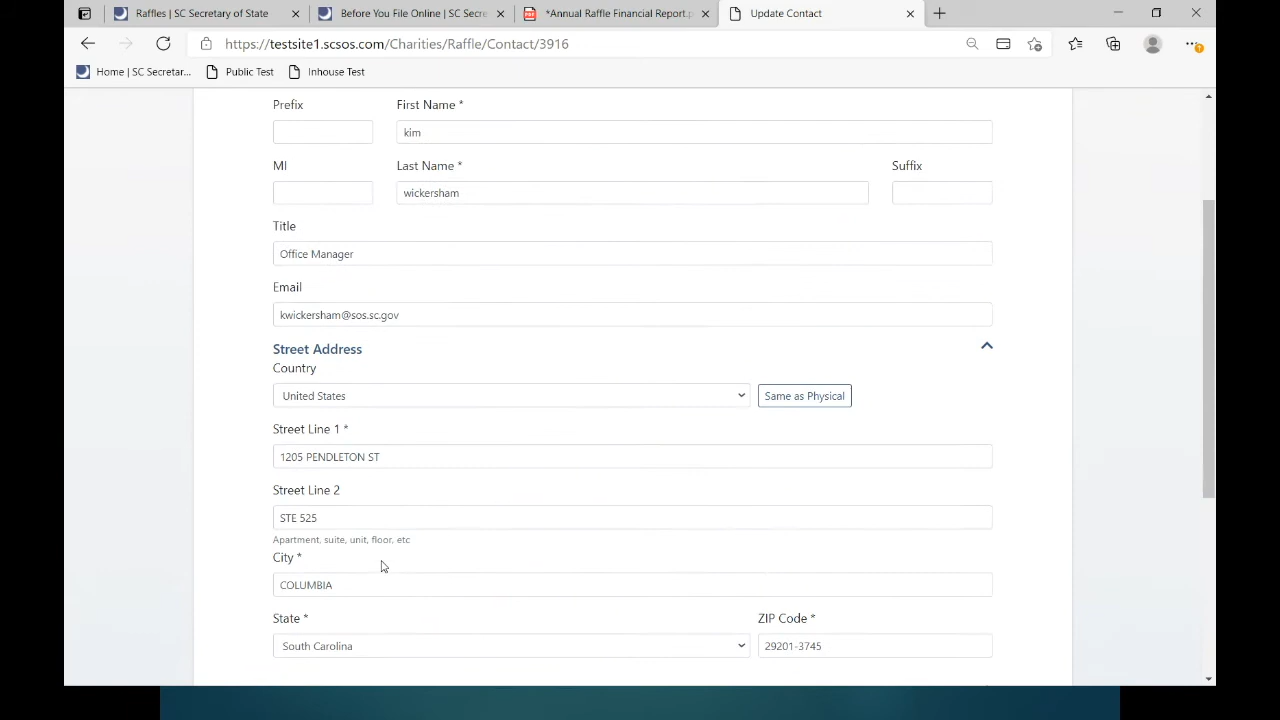 Raffles | SC Secretary of State
Before You File Online | SC Secre
*Annual Raffle Financial Report.p
Update Contact
https://testsite1.scsos.com/Charities/Raffle/Contact/3916
Home | SC Secretar...
Public Test
Inhouse Test
Prefix
First Name *
kim
MI
Last Name *
Suffix
wickersham
Title
Office Manager
Email
kwickersham@sos.sc.gov
Street Address
Country
United States
Same as Physical
Street Line 1 *
1205 PENDLETON ST
Street Line 2
STE 525
Apartment, suite, unit, floor, etc
City *
COLUMBIA
State *
ZIP Code *
South Carolina
29201-3745